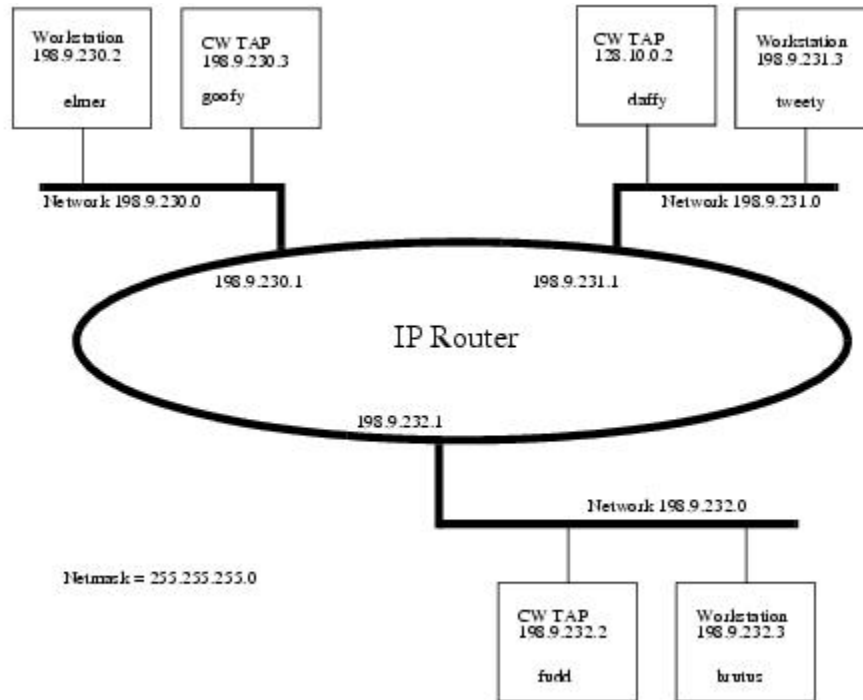 Workstation
198.9.230.2
elmer
CW TAP
198.9.230.3
goofy
CW TAP
128.10.0.2
daffy
Workstation
198.9.231.3
tweety
Network 198.9.230.0
Network 198.9.231.0
198.9.230.1
198.9.231.1
IP Router
198.9.232.1
Network 198.9.232.0
Netmask = 255.255.255.0
CW TAP
198.9.232.2
fudd
Workstation
198.9.232.3
brutus